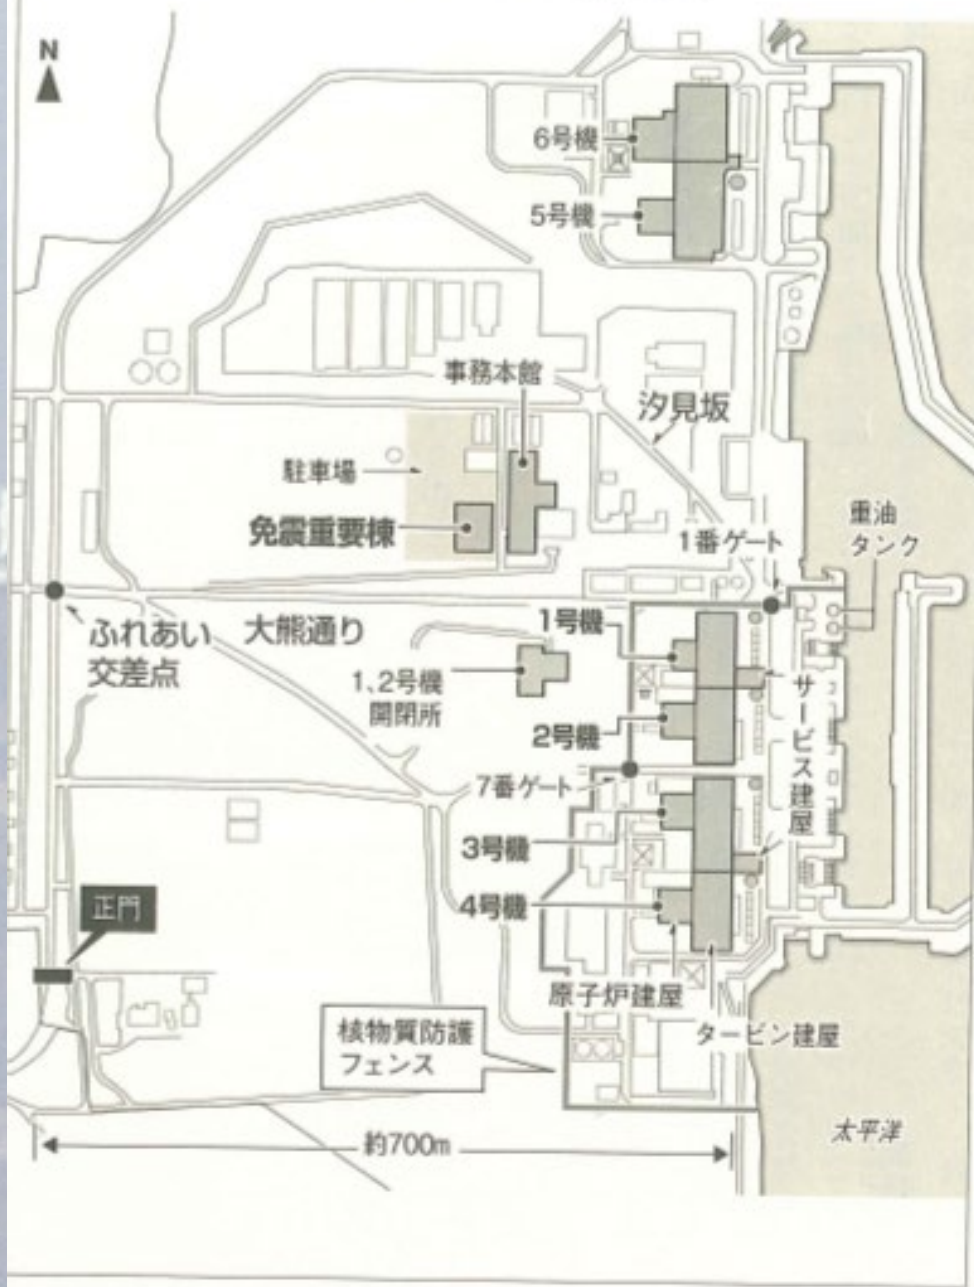 N
6号機
5号機
事務本館
汐見坂
駐車場
免震重要棟
1番ゲート
重油
タンク
ふれあい
交差点
大熊通り
1号機
1、2号機
開閉所
2号機
サービス建屋
7番ゲート
3号機
4号機
正門
原子炉建屋
核物質防護
フェンス
タービン建屋
太平洋
約700m